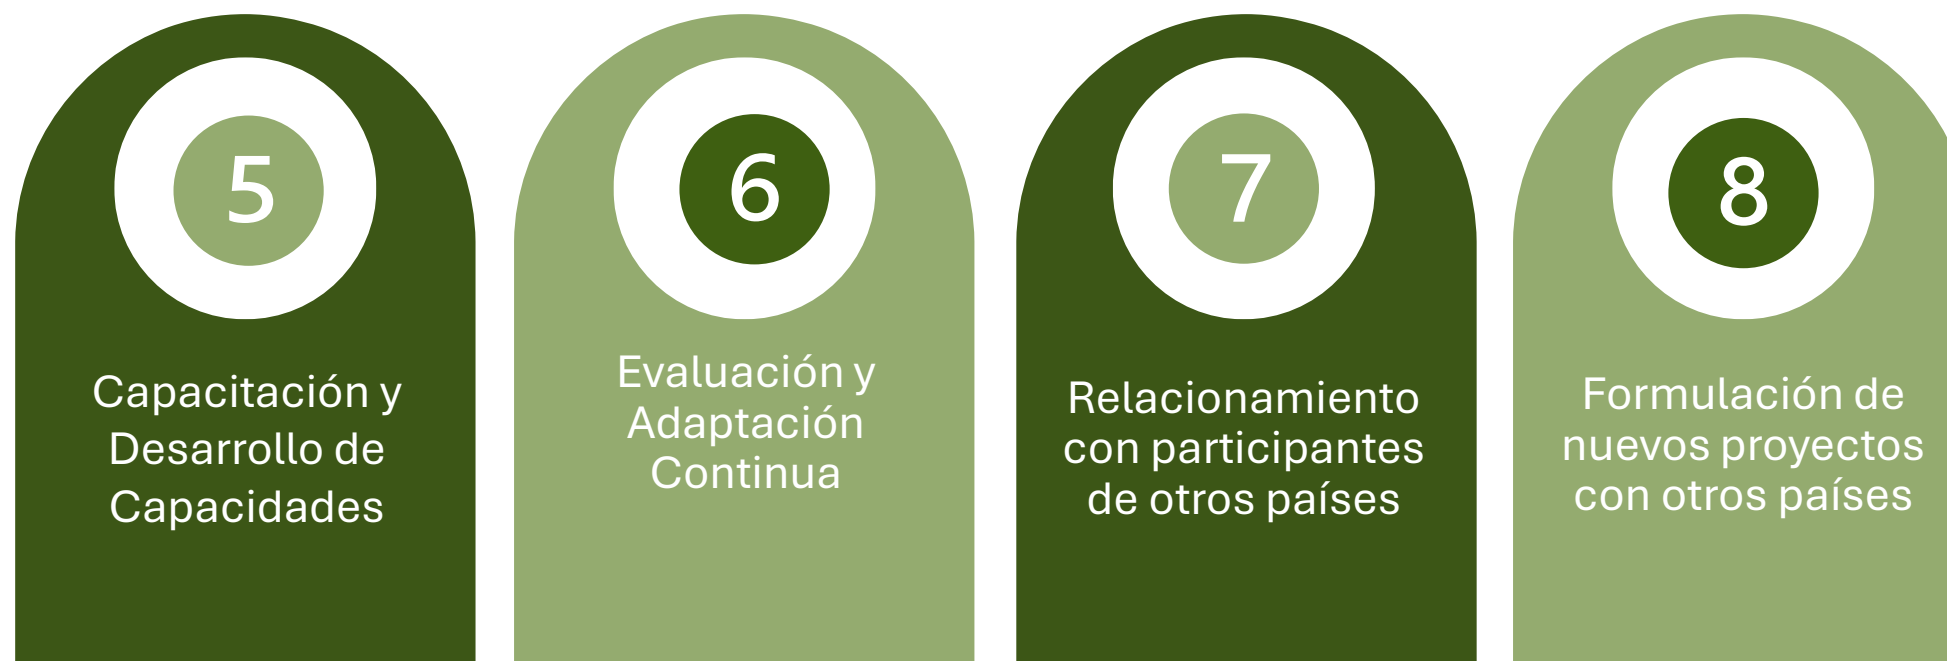 5
Capacitación y
Desarrollo de
Capacidades
6
Evaluación y
Adaptación
Continua
7
Relacionamiento
con participantes
de otros países
8
Formulación de
nuevos proyectos
con otros países